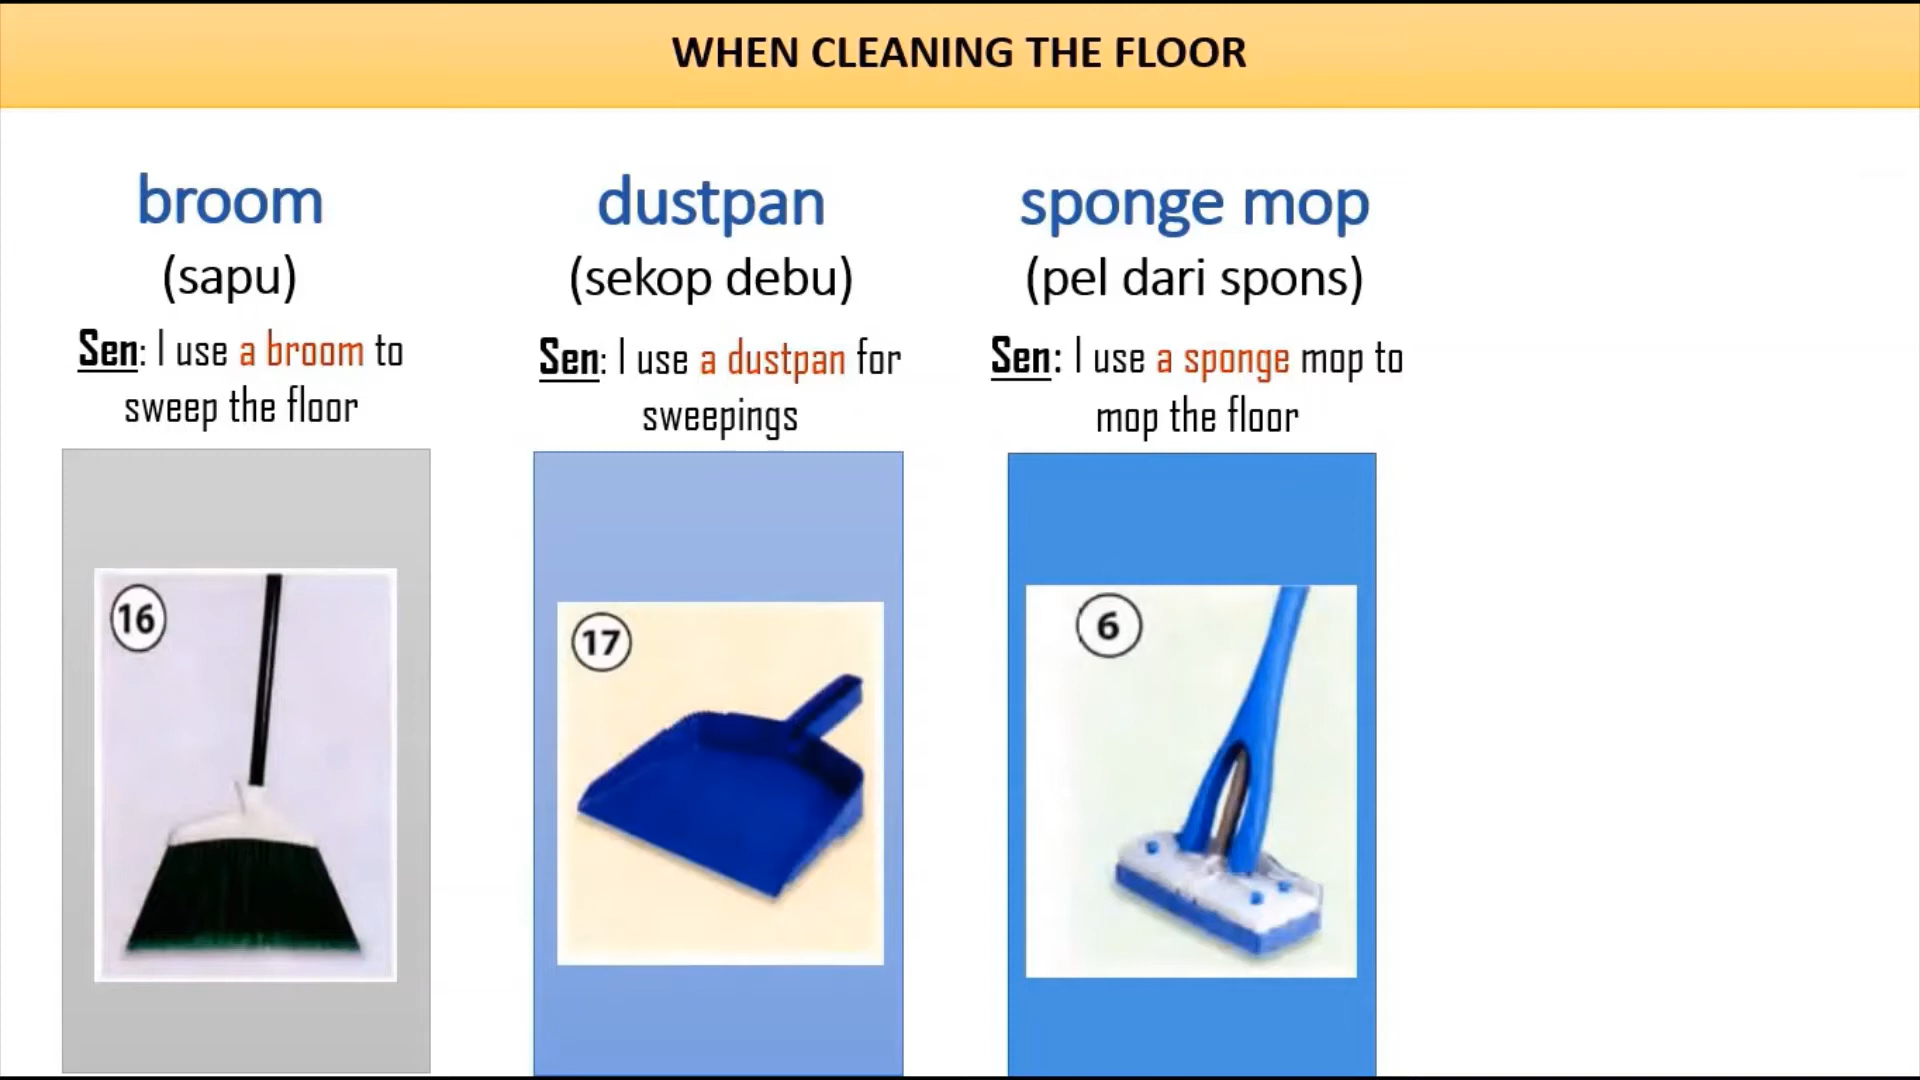 WHEN CLEANING THE FLOOR
broom
(sapu)
Sen: I use a broom to
sweep the floor
16
dustpan
(sekop debu)
Sen: I use a dustpan for
sweepings
17
sponge mop
(pel dari spons)
Sen: I use a sponge mop to
mop the floor
6